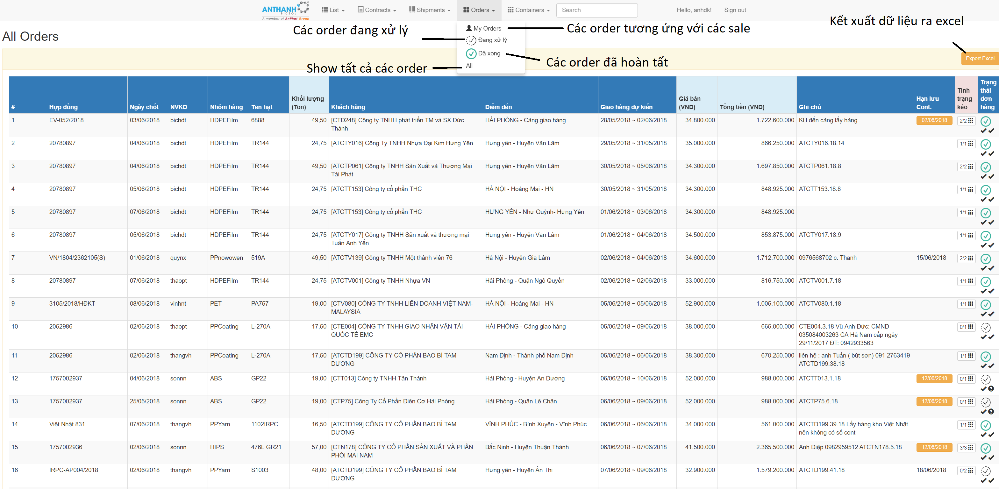 ANTHANH
BICSOL
A member of AnPhat Group
List
Contracts
Shipments
Orders
Containers
Search
Hello, anhdk!
Sign out
Kết xuất dữ liệu ra excel
Các order đang xử lý
My Orders
Các order tương ứng với các sale
All Orders
Đang xử lý
Đã xong
Các order đã hoàn tất
Export Excel
Show tất cả các order
All
# Hợp đồng Ngày chốt NVKD Nhóm hàng Tên hạt Khối lượng (Ton) Khách hàng Điểm đến Giao hàng dự kiến Giá bán (VND) Tổng tiền (VND) Ghi chú Hạn lưu Cont. Tình trạng kéo Trạng thái đơn hàng
1 EV-052/2018 03/06/2018 bichdt HDPEFilm 6888 49,50 [CTD248] Công ty TNHH phát triển TM và SX Đức HẢI PHÒNG - Cảng giao hàng 28/05/2018 ~ 02/06/2018 34.800.000 1.722.600.000 KH đến cảng lấy hàng 02/06/2018 2/2
Thành
2 20780897 04/06/2018 bichdt HDPEFilm TR144 24,75 [ATCTY016] Công Ty TNHH Nhựa Đại Kim Hưng Yên Hưng yên - Huyện Văn Lâm 29/05/2018 ~ 31/05/2018 35.000.000 866.250.000 ATCTY016.18.14 1/1
3 20780897 04/06/2018 bichdt HDPEFilm TR144 49,50 [ATCTP061] Công ty TNHH Sản Xuất và Thương Mại Hưng yên - Huyện Văn Lâm 30/05/2018 ~ 05/06/2018 34.300.000 1.697.850.000 ATCTP061.18.8 2/2
Tài Phát
4 20780897 05/06/2018 bichdt HDPEFilm TR144 24,75 [ATCTT153] Công ty cổ phần THC HÀ NỘI - Hoàng Mai - HN 30/05/2018 ~ 31/05/2018 34.300.000 848.925.000 ATCTT153.18.8 1/1
5 20780897 07/06/2018 bichdt HDPEFilm TR144 24,75 [ATCTT153] Công ty cổ phần THC HƯNG YÊN - Như Quỳnh- Hưng Yên 01/06/2018 ~ 03/06/2018 34.300.000 848.925.000 1/1
6 20780897 05/06/2018 bichdt HDPEFilm TR144 24,75 [ATCTY017] Công ty TNHH Sản xuất và thương mại Hưng yên - Huyện Văn Lâm 01/06/2018 ~ 04/06/2018 34.500.000 853.875.000 ATCTY017.18.9 1/1
Tuấn Anh Yến
7 VN/1804/2362105(S) 01/06/2018 quynx PPnowowen 519A 49,50 [ATCTV139] Công ty TNHH Một thành viên 76 Hà Nội - Huyện Gia Lâm 02/06/2018 ~ 04/06/2018 34.600.000 1.712.700.000 0976568702 c. Thanh 15/06/2018 2/2
8 20780897 07/06/2018 thaopt HDPEFilm TR144 24,75 [ATCTV001] Công ty TNHH Nhựa VN Hải Phòng - Quận Ngô Quyền 02/06/2018 ~ 02/06/2018 33.000.000 816.750.000 ATCTV001.7.18 1/1
9 3105/2018/HĐKT 08/06/2018 vinhnt PET PA757 19,00 [CTV080] CÔNG TY TNHH LIÊN DOANH VIỆT NAM- HÀ NỘI - Hoàng Mai - HN 05/06/2018 ~ 05/06/2018 52.900.000 1.005.100.000 ATCTV080.1.18 1/1
MALAYSIA
10 2052986 02/06/2018 thaopt PPCoating L-270A 17,50 [CTE004] CÔNG TY TNHH GIAO NHẬN VẬN TẢI HẢI PHÒNG - Cảng giao hàng 05/06/2018 ~ 09/06/2018 38.000.000 665.000.000 CTE004.3.18 Vũ Anh Đức: CMND 0/1
QUỐC TẾ EMC 035084003263 CA Hà Nam cấp ngày
29/11/2017 ĐT: 0942933563
11 2052986 02/06/2018 thangvh PPCoating L-270A 17,50 [ATCTD199] CÔNG TY CỔ PHẦN BAO BÌ TAM Nam Định - Thành phố Nam Định 05/06/2018 ~ 06/06/2018 38.300.000 670.250.000 liên hệ : anh Tuấn ( bút sơn) 091 2763419 1/1
DƯƠNG ATCTD199.38.18
12 1757002937 04/06/2018 sonnn ABS GP22 19,00 [CTT013] Công ty TNHH Tân Thành Hải Phòng - Huyện An Dương 06/06/2018 ~ 10/06/2018 52.000.000 988.000.000 ATCTT013.1.18 12/06/2018 0/1
13 1757002937 25/05/2018 sonnn ABS GP22 19,00 [CTP75] Công Ty Cổ Phần Điện Cơ Hải Phòng Hải Phòng - Quận Lê Chân 06/06/2018 ~ 09/06/2018 52.000.000 988.000.000 ATCTP75.6.18 12/06/2018 0/1
14 Việt Nhật 831 07/06/2018 thangvh PPYarn 1102IRPC 16,50 [ATCTD199] CÔNG TY CỔ PHẦN BAO BÌ TAM VĨNH PHÚC - Bình Xuyên - Vĩnh Phúc 06/06/2018 ~ 06/06/2018 34.000.000 561.000.000 ATCTD199.39.18 Lấy hàng kho Việt Nhật 1/1
DƯƠNG nên không có số cont
15 1757002936 02/06/2018 sonnn HIPS 476L GR21 57,00 [CTN178] CÔNG TY CỔ PHẦN SẢN XUẤT VÀ PHÂN Bắc Ninh - Huyện Thuận Thành 06/06/2018 ~ 07/06/2018 41.500.000 2.365.500.000 Anh Điệp 0982959512 ATCTN178.5.18 12/06/2018 3/3
PHỐI MAI NAM
16 IRPC-AP004/2018 02/06/2018 thangvh PPYarn S1003 48,00 [ATCTD199] CÔNG TY CỔ PHẦN BAO BÌ TAM Hưng yên - Huyện Ân Thi 07/06/2018 ~ 09/06/2018 32.900.000 1.579.200.000 ATCTD199.41.18 18/06/2018 0/2
DƯƠNG